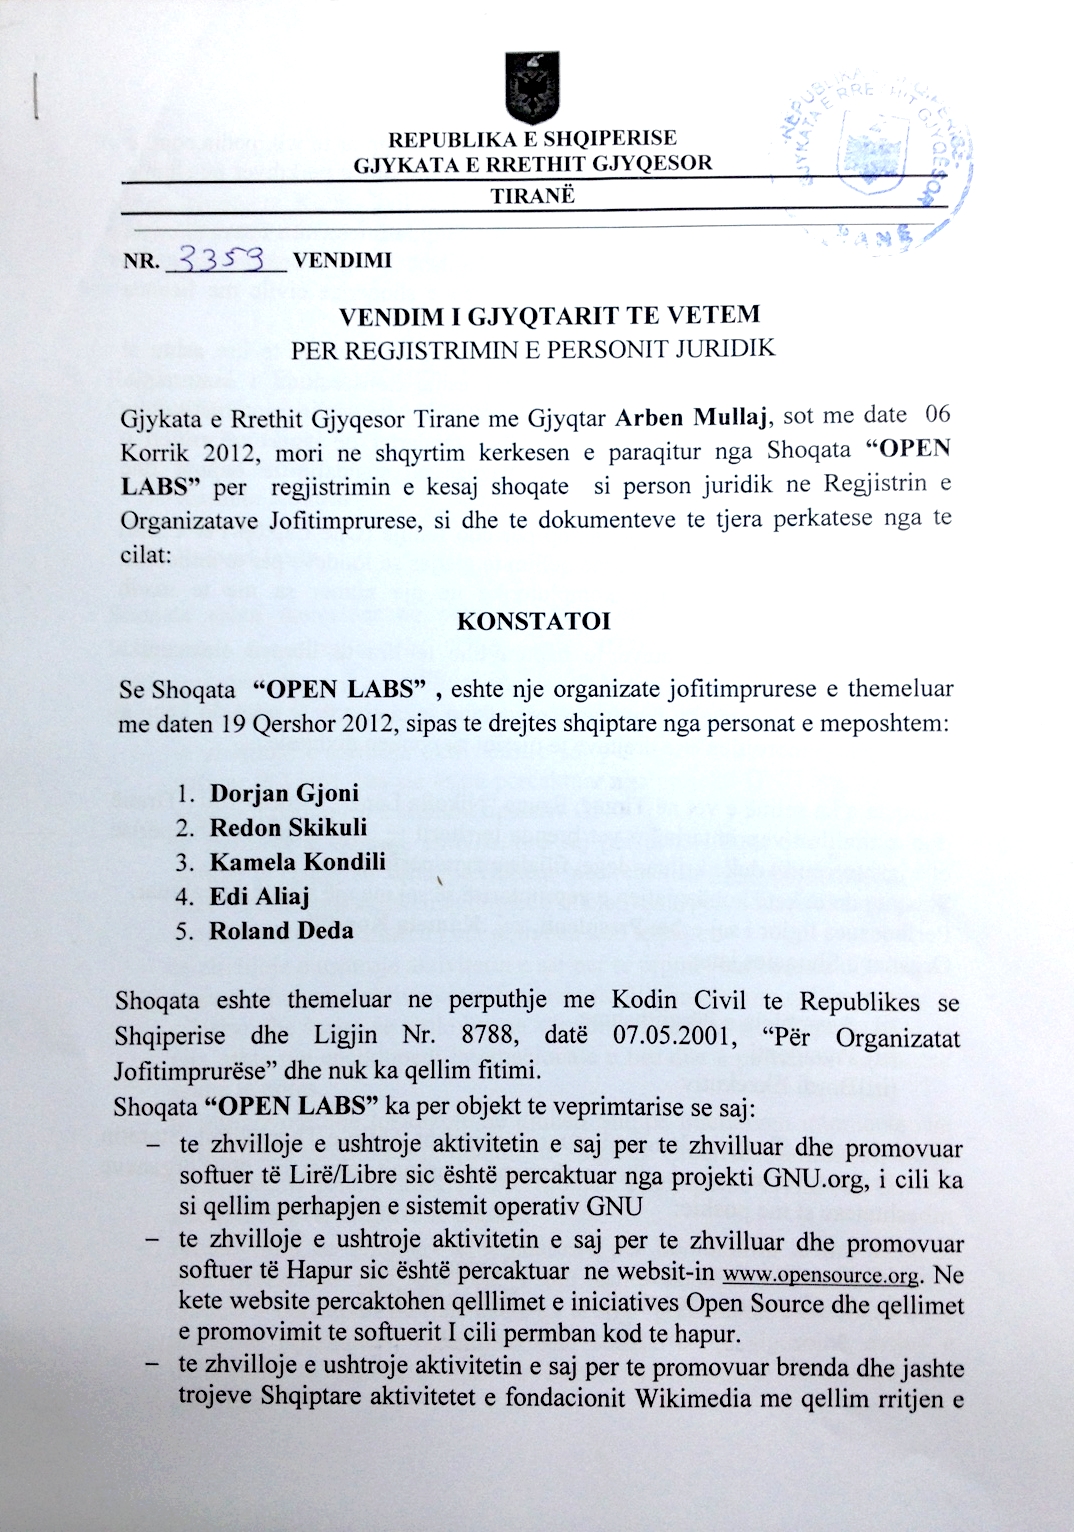 REPUBLIKA E SHQIPERISE
GJYKATA E RRETHIT GJYQESOR
TIRANË
NR. 3353 VENDIMI
VENDIM I GJYQTARIT TE VETEM
PER REGJISTRIMIN E PERSONIT JURIDIK
Gjykata e Rrethit Gjyqesor Tirane me Gjyqtar Arben Mullaj, sot me date 06
Korrik 2012, mori ne shqyrtim kerkesen e paraqitur nga Shoqata “OPEN
LABS” per regjistrimin e kesaj shoqate si person juridik ne Regjistrin e
Organizatave Jofitimprurese, si dhe te dokumenteve te tjera perkatese nga te
cilat:
KONSTATOI
Se Shoqata “OPEN LABS” , eshte nje organizate jofitimprurese e themeluar
me daten 19 Qershor 2012, sipas te drejtes shqiptare nga personat e meposhtem:
1. Dorjan Gjoni
2. Redon Skikuli
3. Kamela Kondili
4. Edi Aliaj
5. Roland Deda
Shoqata eshte themeluar ne perputhje me Kodin Civil te Republikes se
Shqiperise dhe Ligjin Nr. 8788, datë 07.05.2001, “Për Organizatat
Jofitimprurëse” dhe nuk ka qellim fitimi.
Shoqata “OPEN LABS” ka per objekt te veprimtarise se saj:
– te zhvilloje e ushtroje aktivitetin e saj per te zhvilluar dhe promovuar
softuer të Lirë/Libre sic është percaktuar nga projekti GNU.org, i cili ka
si qellim perhapjen e sistemit operativ GNU
– te zhvilloje e ushtroje aktivitetin e saj per te zhvilluar dhe promovuar
softuer të Hapur sic është percaktuar ne websit-in www.opensource.org. Ne
kete website percaktohen qelllimet e iniciatives Open Source dhe qellimet
e promovimit te softuerit I cili permban kod te hapur.
– te zhvilloje e ushtroje aktivitetin e saj per te promovuar brenda dhe jashte
trojeve Shqiptare aktivitetet e fondacionit Wikimedia me qellim rritjen e